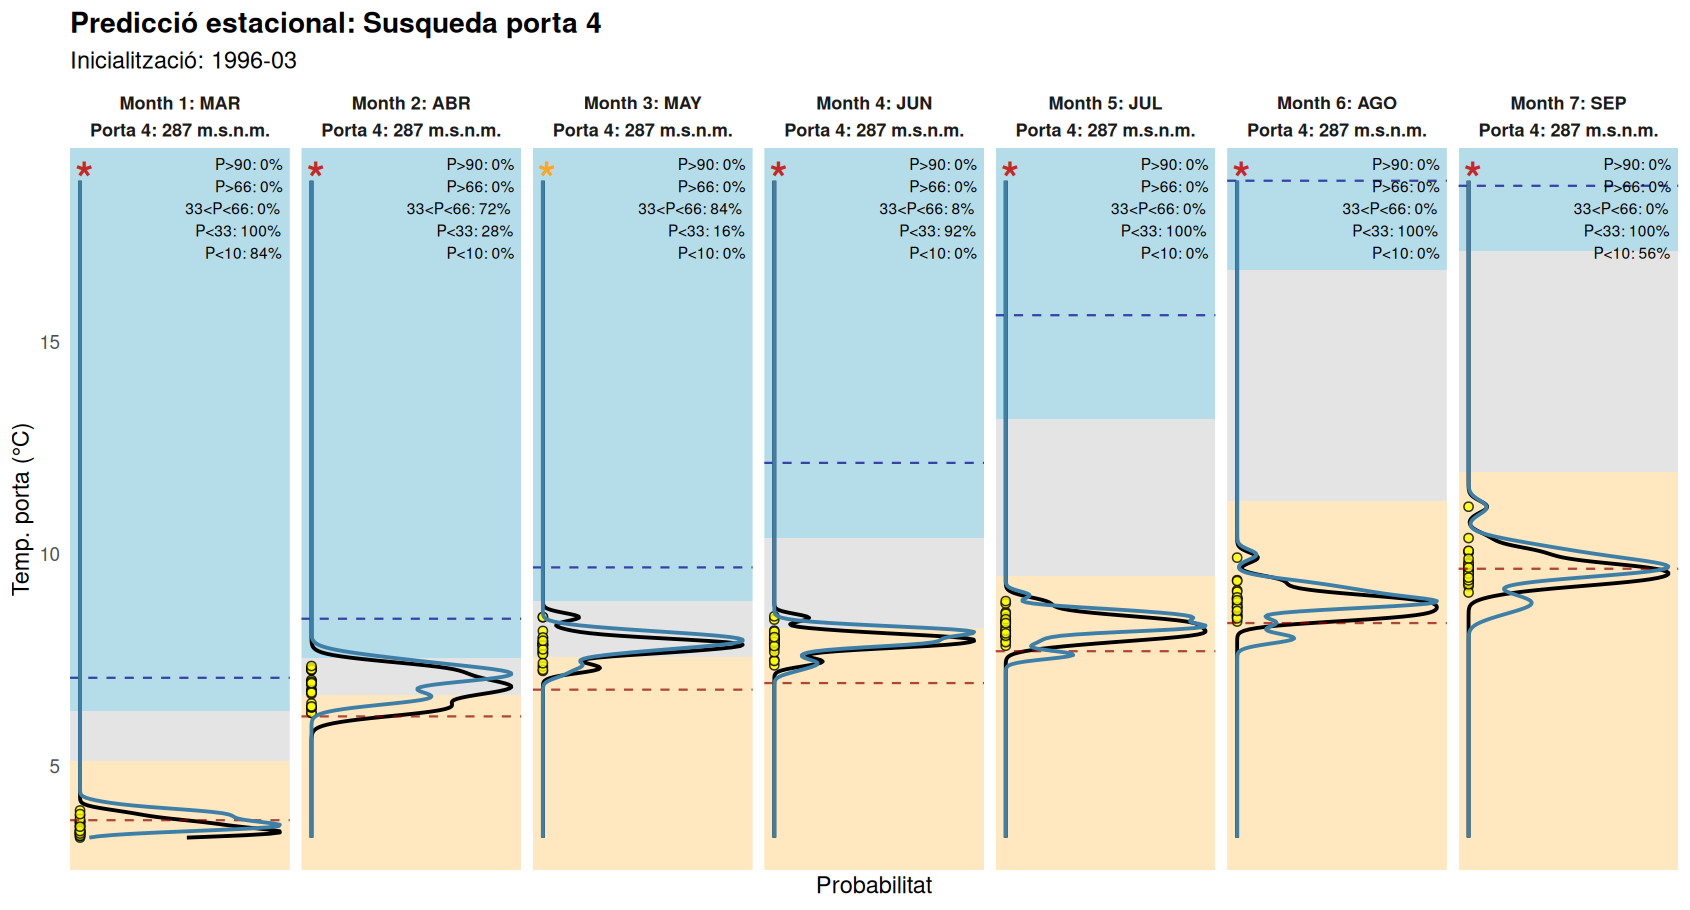 Predicció estacional: Susqueda porta 4
Inicialització: 1996-03
Month 1: MAR
Porta 4: 287 m.s.n.m.
Month 2: ABR
Porta 4: 287 m.s.n.m.
Month 3: MAY
Porta 4: 287 m.s.n.m.
Month 4: JUN
Porta 4: 287 m.s.n.m.
Month 5: JUL
Porta 4: 287 m.s.n.m.
Month 6: AGO
Porta 4: 287 m.s.n.m.
Month 7: SEP
Porta 4: 287 m.s.n.m.
*
P>90: 0%
P>66: 0%
33<P<66: 0%
P<33: 100%
P<10: 84%
*
P>90: 0%
P>66: 0%
33<P<66: 72%
P<33: 28%
P<10: 0%
*
P>90: 0%
P>66: 0%
33<P<66: 84%
P<33: 16%
P<10: 0%
*
P>90: 0%
P>66: 0%
33<P<66: 8%
P<33: 92%
P<10: 0%
*
P>90: 0%
P>66: 0%
33<P<66: 0%
P<33: 100%
P<10: 0%
*
P>90: 0%
P>66: 0%
33<P<66: 0%
P<33: 100%
P<10: 0%
*
P>90: 0%
P>66: 0%
33<P<66: 0%
P<33: 100%
P<10: 56%
15
10
5
Temp. porta (°C)
Probabilitat